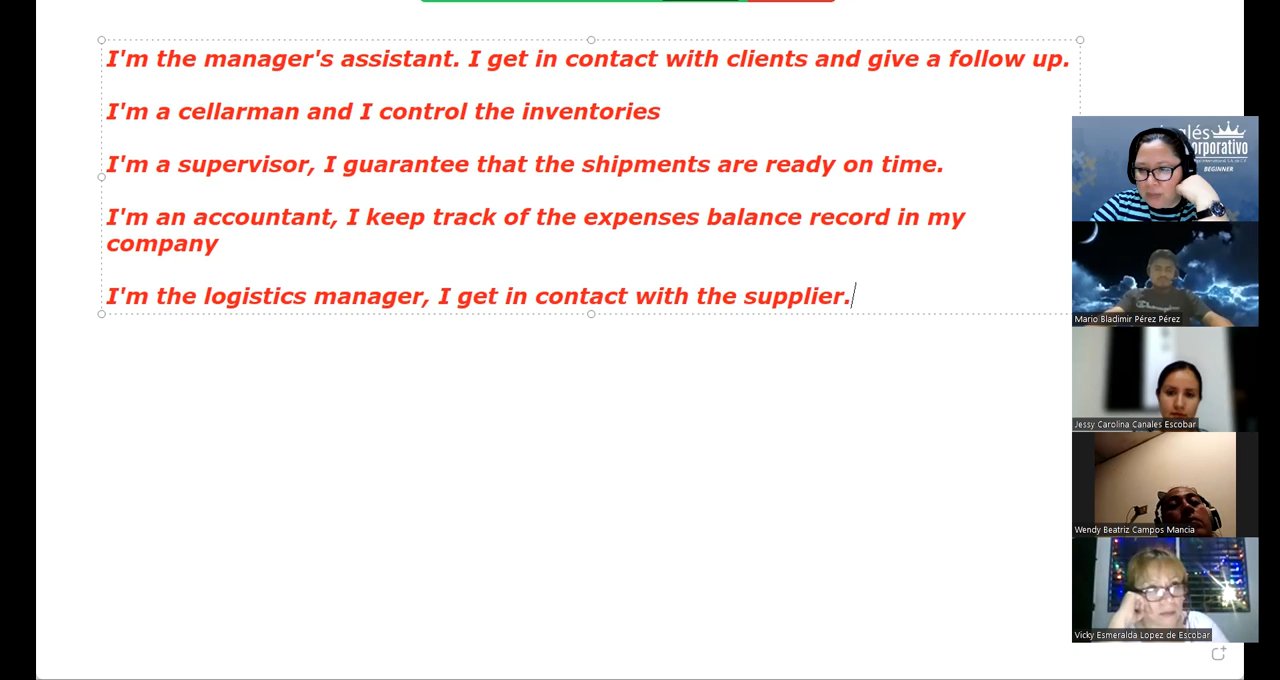 I'm the manager's assistant. I get in contact with clients and give a follow up.
I'm a cellarman and I control the inventories
I'm a supervisor, I guarantee that the shipments are ready on time.
I'm an accountant, I keep track of the expenses balance record in my
company
I'm the logistics manager, I get in contact with the supplier.
BEGINNER
Mario Bladimir Pérez Pérez
Jessy Carolina Canales Escobar
Wendy Beatriz Campos Mancia
Vicky Esmeralda Lopez de Escobar